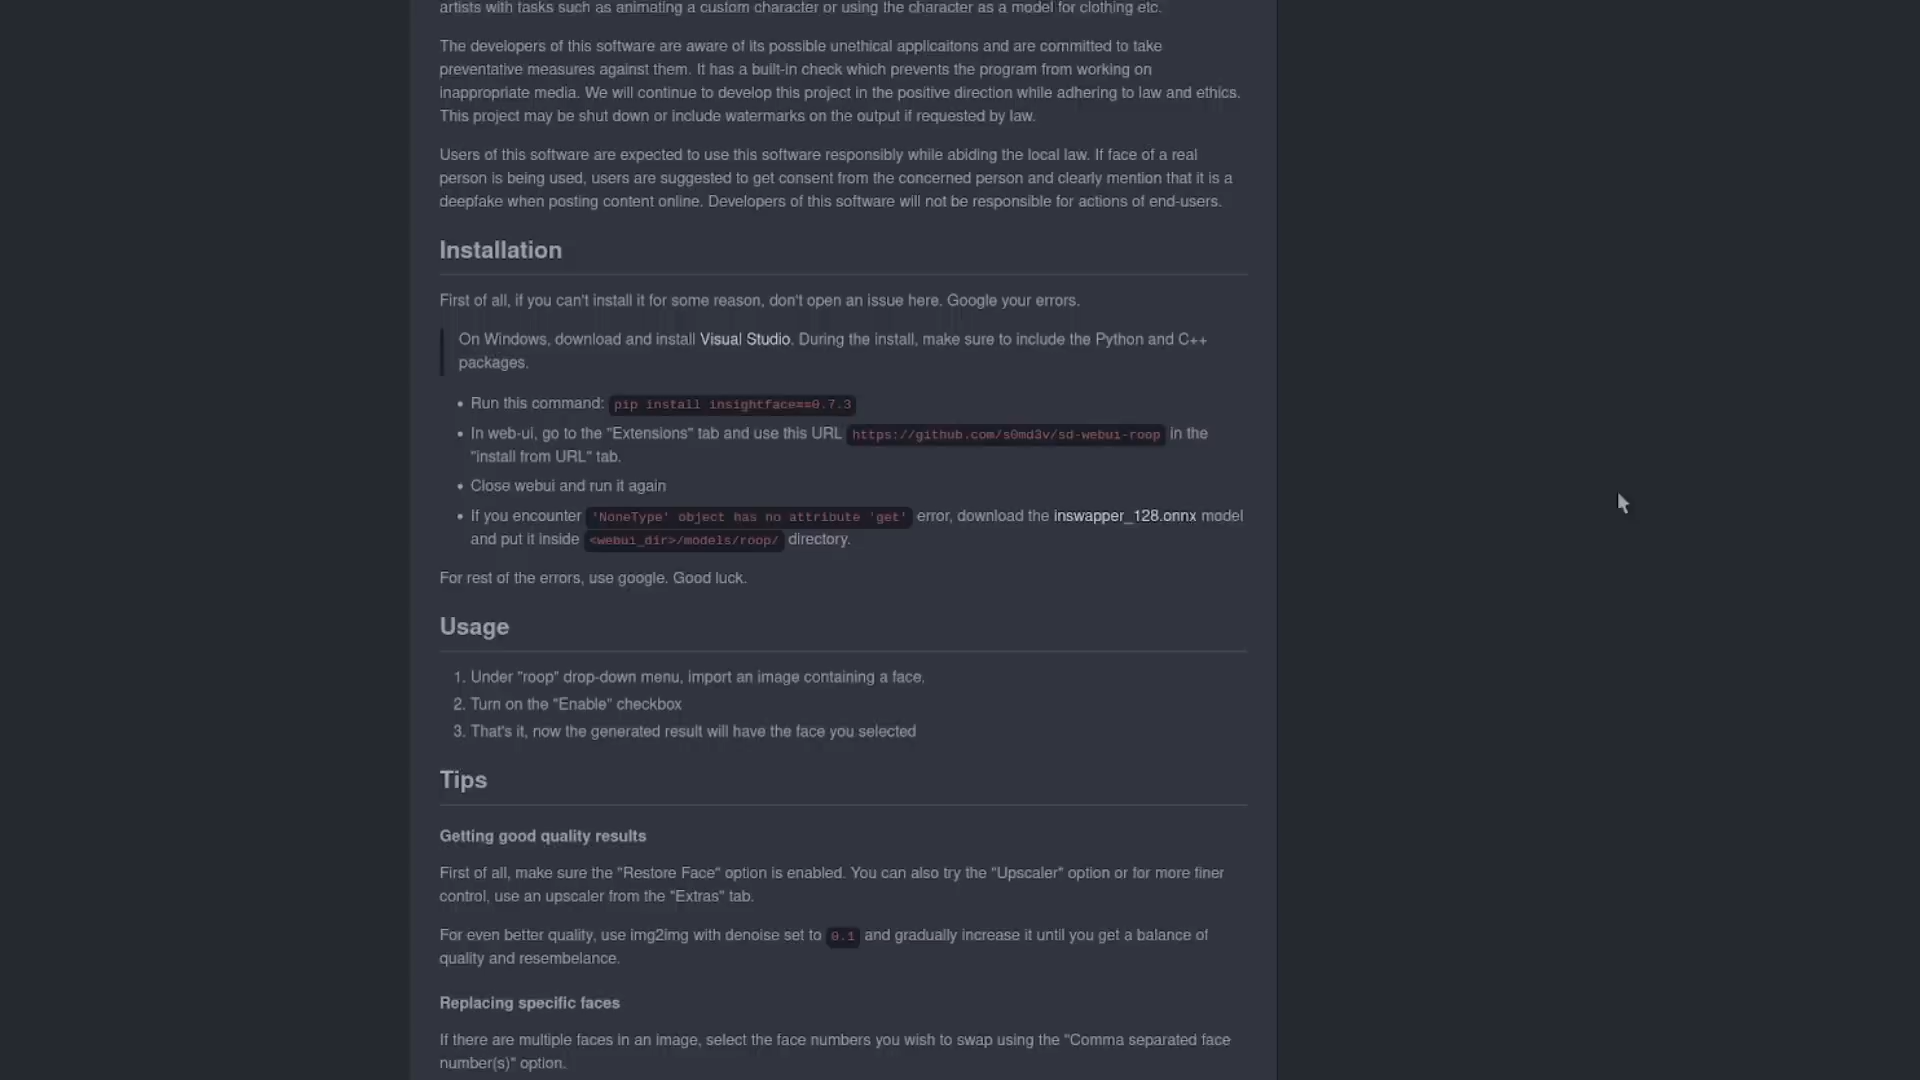 artists with tasks such as animating a custom character or using the character as a model for clothing etc.
The developers of this software are aware of its possible unethical applicaitons and are committed to take
preventative measures against them. It has a built-in check which prevents the program from working on
inappropriate media. We will continue to develop this project in the positive direction while adhering to law and ethics.
This project may be shut down or include watermarks on the output if requested by law.
Users of this software are expected to use this software responsibly while abiding the local law. If face of a real
person is being used, users are suggested to get consent from the concerned person and clearly mention that it is a
deepfake when posting content online. Developers of this software will not be responsible for actions of end-users.
Installation
First of all, if you can't install it for some reason, don't open an issue here. Google your errors.
On Windows, download and install Visual Studio. During the install, make sure to include the Python and C++
packages.
• Run this command: pip install insightface==0.7.3
• In web-ui, go to the "Extensions" tab and use this URL https://github.com/s0md3v/sd-webui-roop in the
"install from URL" tab.
• Close webui and run it again
• If you encounter 'NoneType' object has no attribute 'get' error, download the inswapper_128.onnx model
and put it inside <webui_dir>/models/roop/ directory.
For rest of the errors, use google. Good luck.
Usage
1. Under "roop" drop-down menu, import an image containing a face.
2. Turn on the "Enable" checkbox
3. That's it, now the generated result will have the face you selected
Tips
Getting good quality results
First of all, make sure the "Restore Face" option is enabled. You can also try the "Upscaler" option or for more finer
control, use an upscaler from the "Extras" tab.
For even better quality, use img2img with denoise set to 0.1 and gradually increase it until you get a balance of
quality and resembelance.
Replacing specific faces
If there are multiple faces in an image, select the face numbers you wish to swap using the "Comma separated face
number(s)" option.